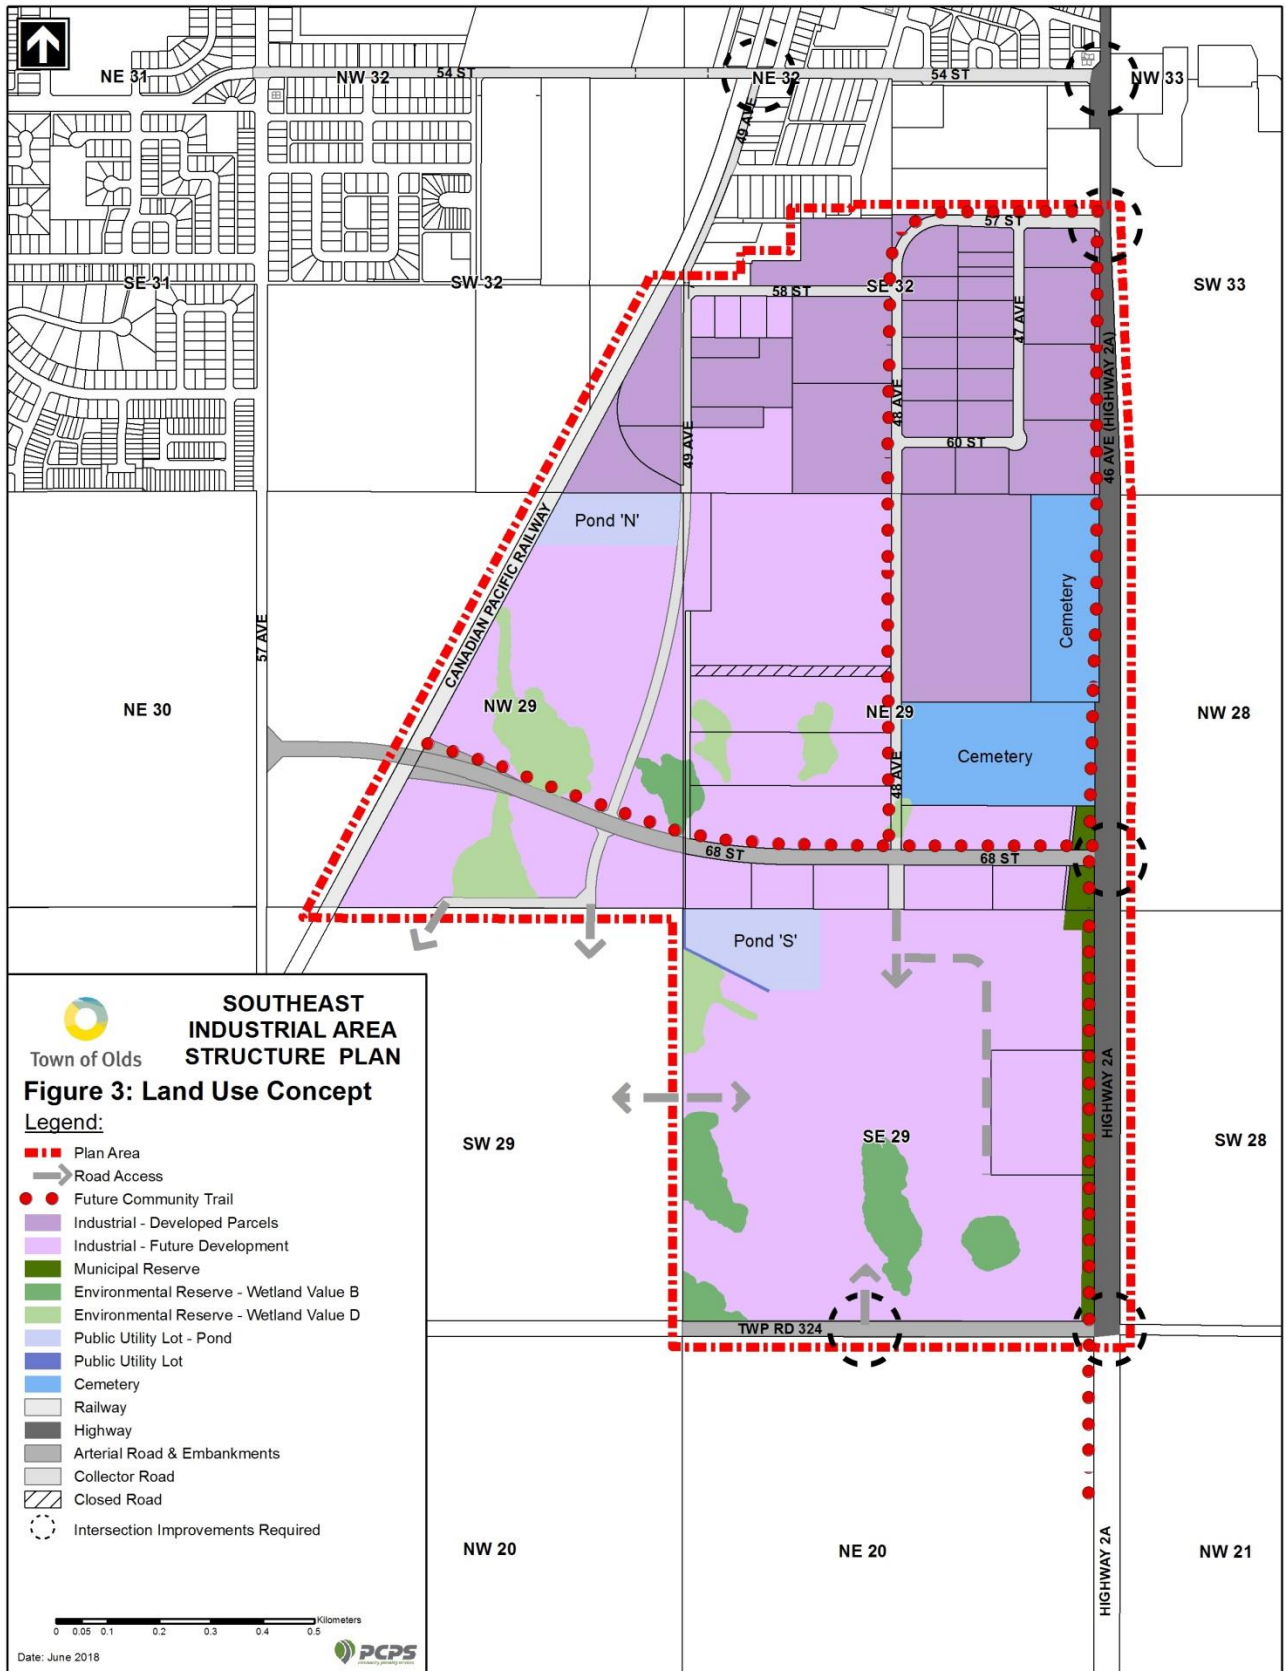 NE 31
NW 32
54 ST
NE 32
54 ST
NW 33
49 AVE
57 ST
SE 31
SW 32
58 ST
SE 32
SW 33
47 AVE
46 AVE (HIGHWAY 2A)
48 AVE
49 AVE
60 ST
Pond 'N'
CANADIAN PACIFIC RAILWAY
Cemetery
57 AVE
NE 30
NW 29
NE 29
NW 28
Cemetery
48 AVE
68 ST
68 ST
Pond 'S'
SW 29
SE 29
HIGHWAY 2A
SW 28
TWP RD 324
NW 20
NE 20
NW 21
HIGHWAY 2A
Town of Olds
SOUTHEAST
INDUSTRIAL AREA
STRUCTURE PLAN
Figure 3: Land Use Concept
Legend:
Plan Area
Road Access
Future Community Trail
Industrial - Developed Parcels
Industrial - Future Development
Municipal Reserve
Environmental Reserve - Wetland Value B
Environmental Reserve - Wetland Value D
Public Utility Lot - Pond
Public Utility Lot
Cemetery
Railway
Highway
Arterial Road & Embankments
Collector Road
Closed Road
Intersection Improvements Required
Kilometers
0 0.05 0.1 0.2 0.3 0.4 0.5
Date: June 2018
PCPS